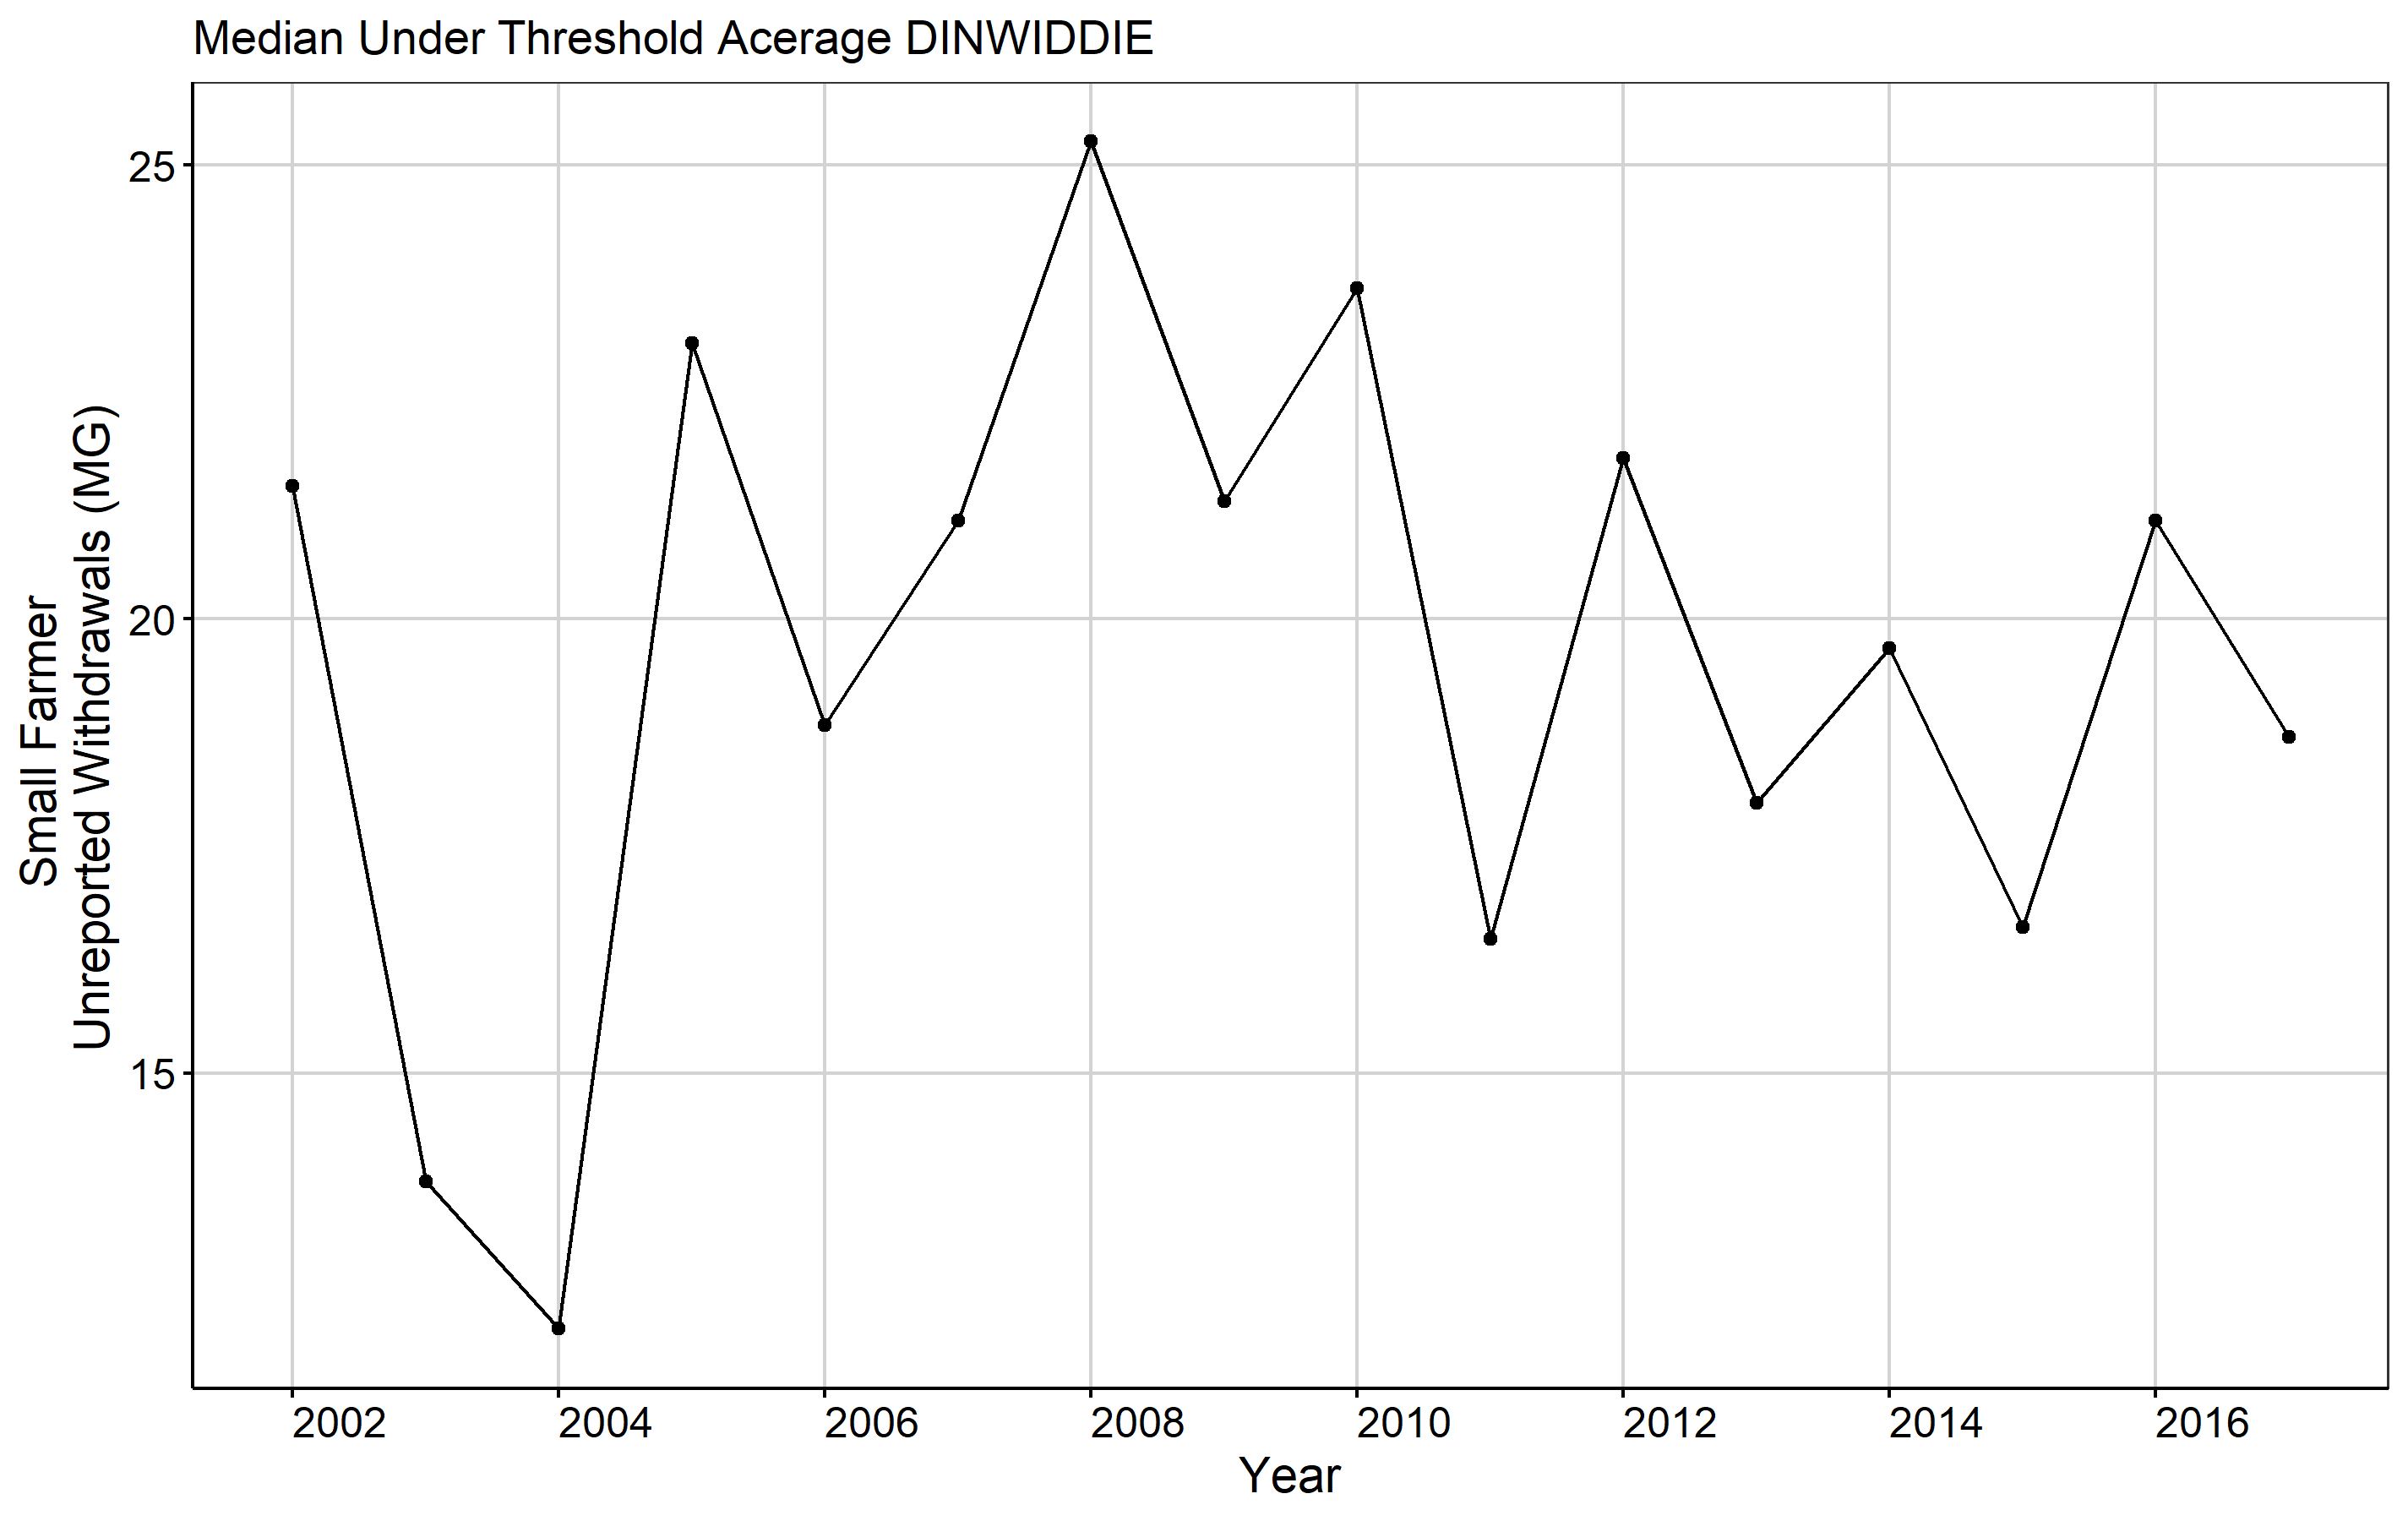 Median Under Threshold Acerage DINWIDDIE
Small Farmer
Unreported Withdrawals (MG)
25
20
15
2002
2004
2006
2008
2010
2012
2014
2016
Year